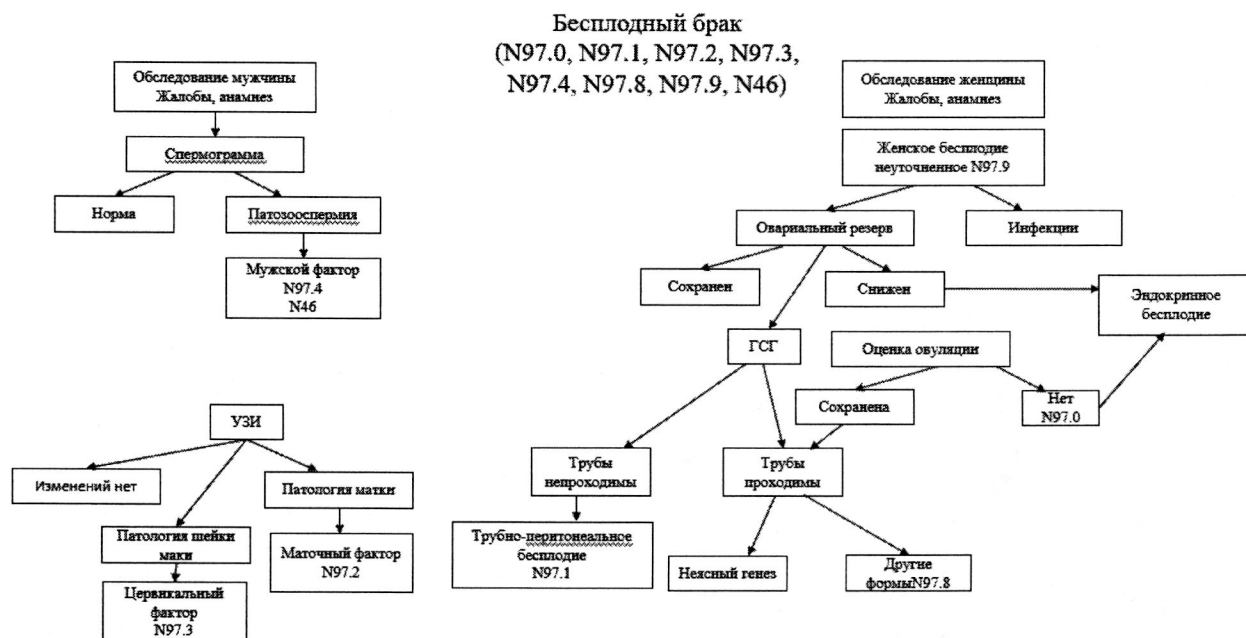 Бесплодный брак
(N97.0, N97.1, N97.2, N97.3,
N97.4, N97.8, N97.9, N46)
Обследование мужчины
Жалобы, анамнез
Спермограмма
Норма
Патозооспермия
Мужской фактор
N97.4
N46
Обследование женщины
Жалобы, анамнез
Женское бесплодие
неуточненное N97.9
Овариальный резерв
Инфекции
Сохранен
Снижен
Эндокринное
бесплодие
ГСГ
Оценка овуляции
Сохранена
Нет
N97.0
Трубы
непроходимы
Трубы
проходимы
Трубно-перитонеальное
бесплодие
N97.1
Неясный генез
Другие
формыN97.8
УЗИ
Изменений нет
Патология матки
Патология шейки
маки
Маточный фактор
N97.2
Цервикальный
фактор
N97.3